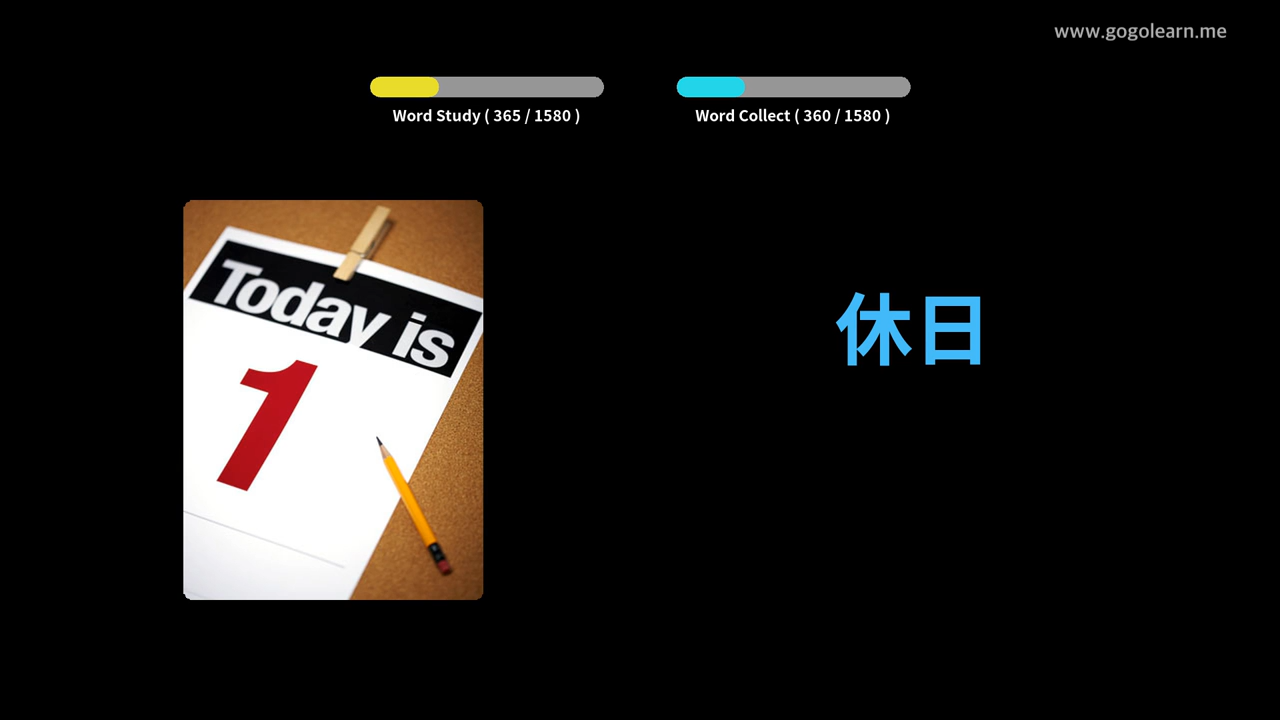 www.gogolearn.me
Word Study ( 365 / 1580 )
Word Collect ( 360 / 1580 )
Today is
1
休日